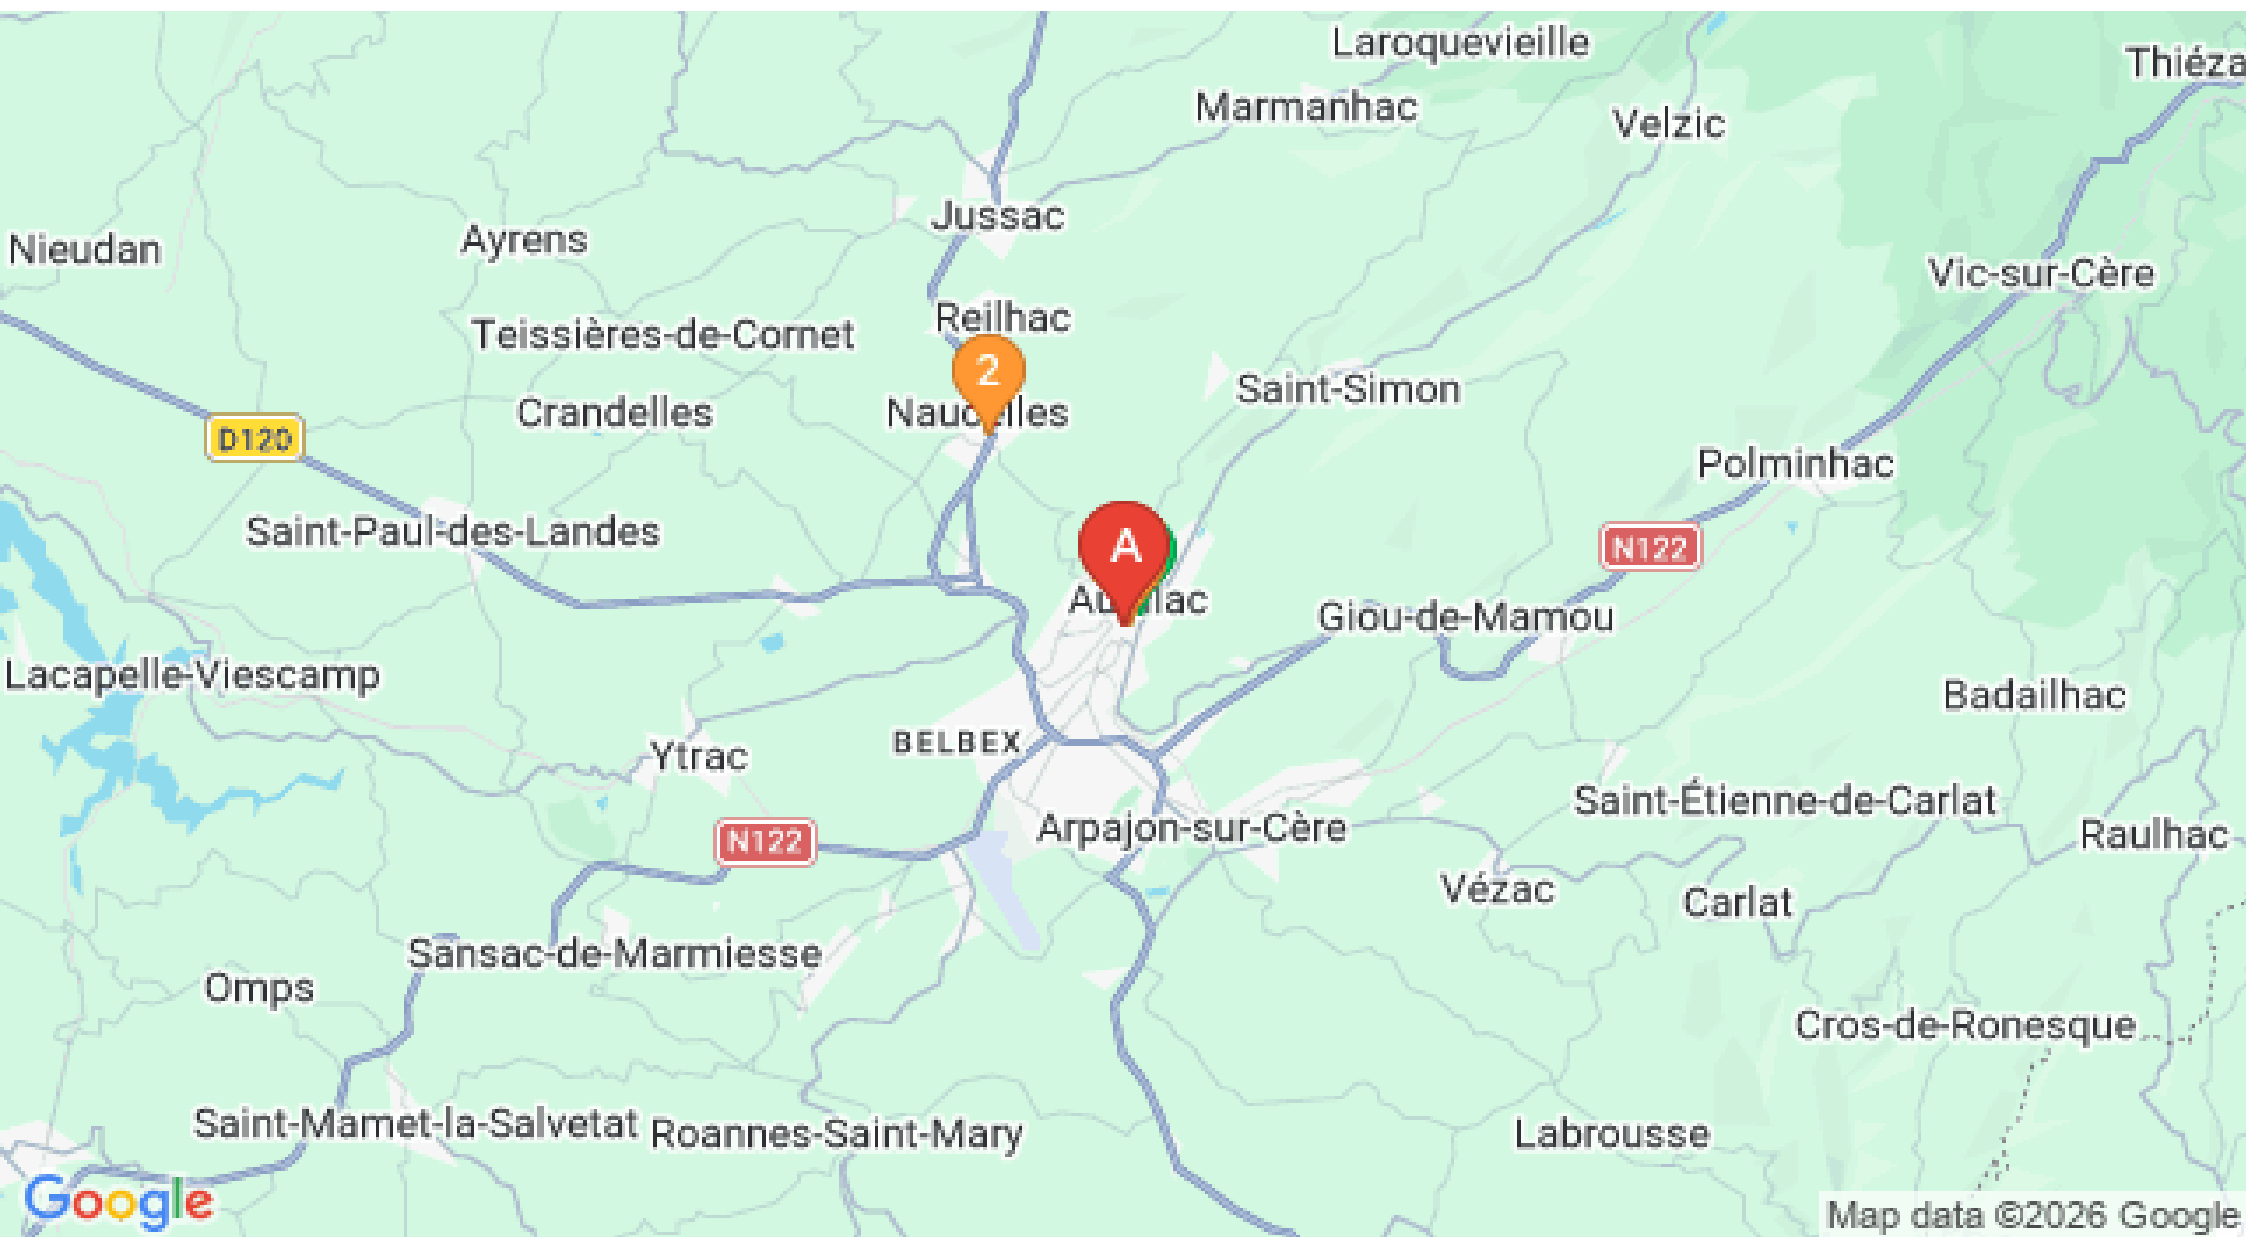 Laroquevieille
Thiéza
Marmanhac
Velzic
Jussac
Ayrens
Nieudan
Vic-sur-Cère
Reilhac
Teissières-de-Cornet
2
Saint-Simon
Crandelles
D120
Polminhac
Saint-Paul-des-Landes
A
N122
Giou-de-Mamou
Lacapelle-Viescamp
Badailhac
BELBEX
Ytrac
Saint-Étienne-de-Carlat
Arpajon-sur-Cère
Raulhac
N122
Vézac
Carlat
Sansac-de-Marmiesse
Omps
Cros-de-Ronesque
Saint-Mamet-la-Salvetat
Roannes-Saint-Mary
Labrousse
Google
Map data ©2026 Google